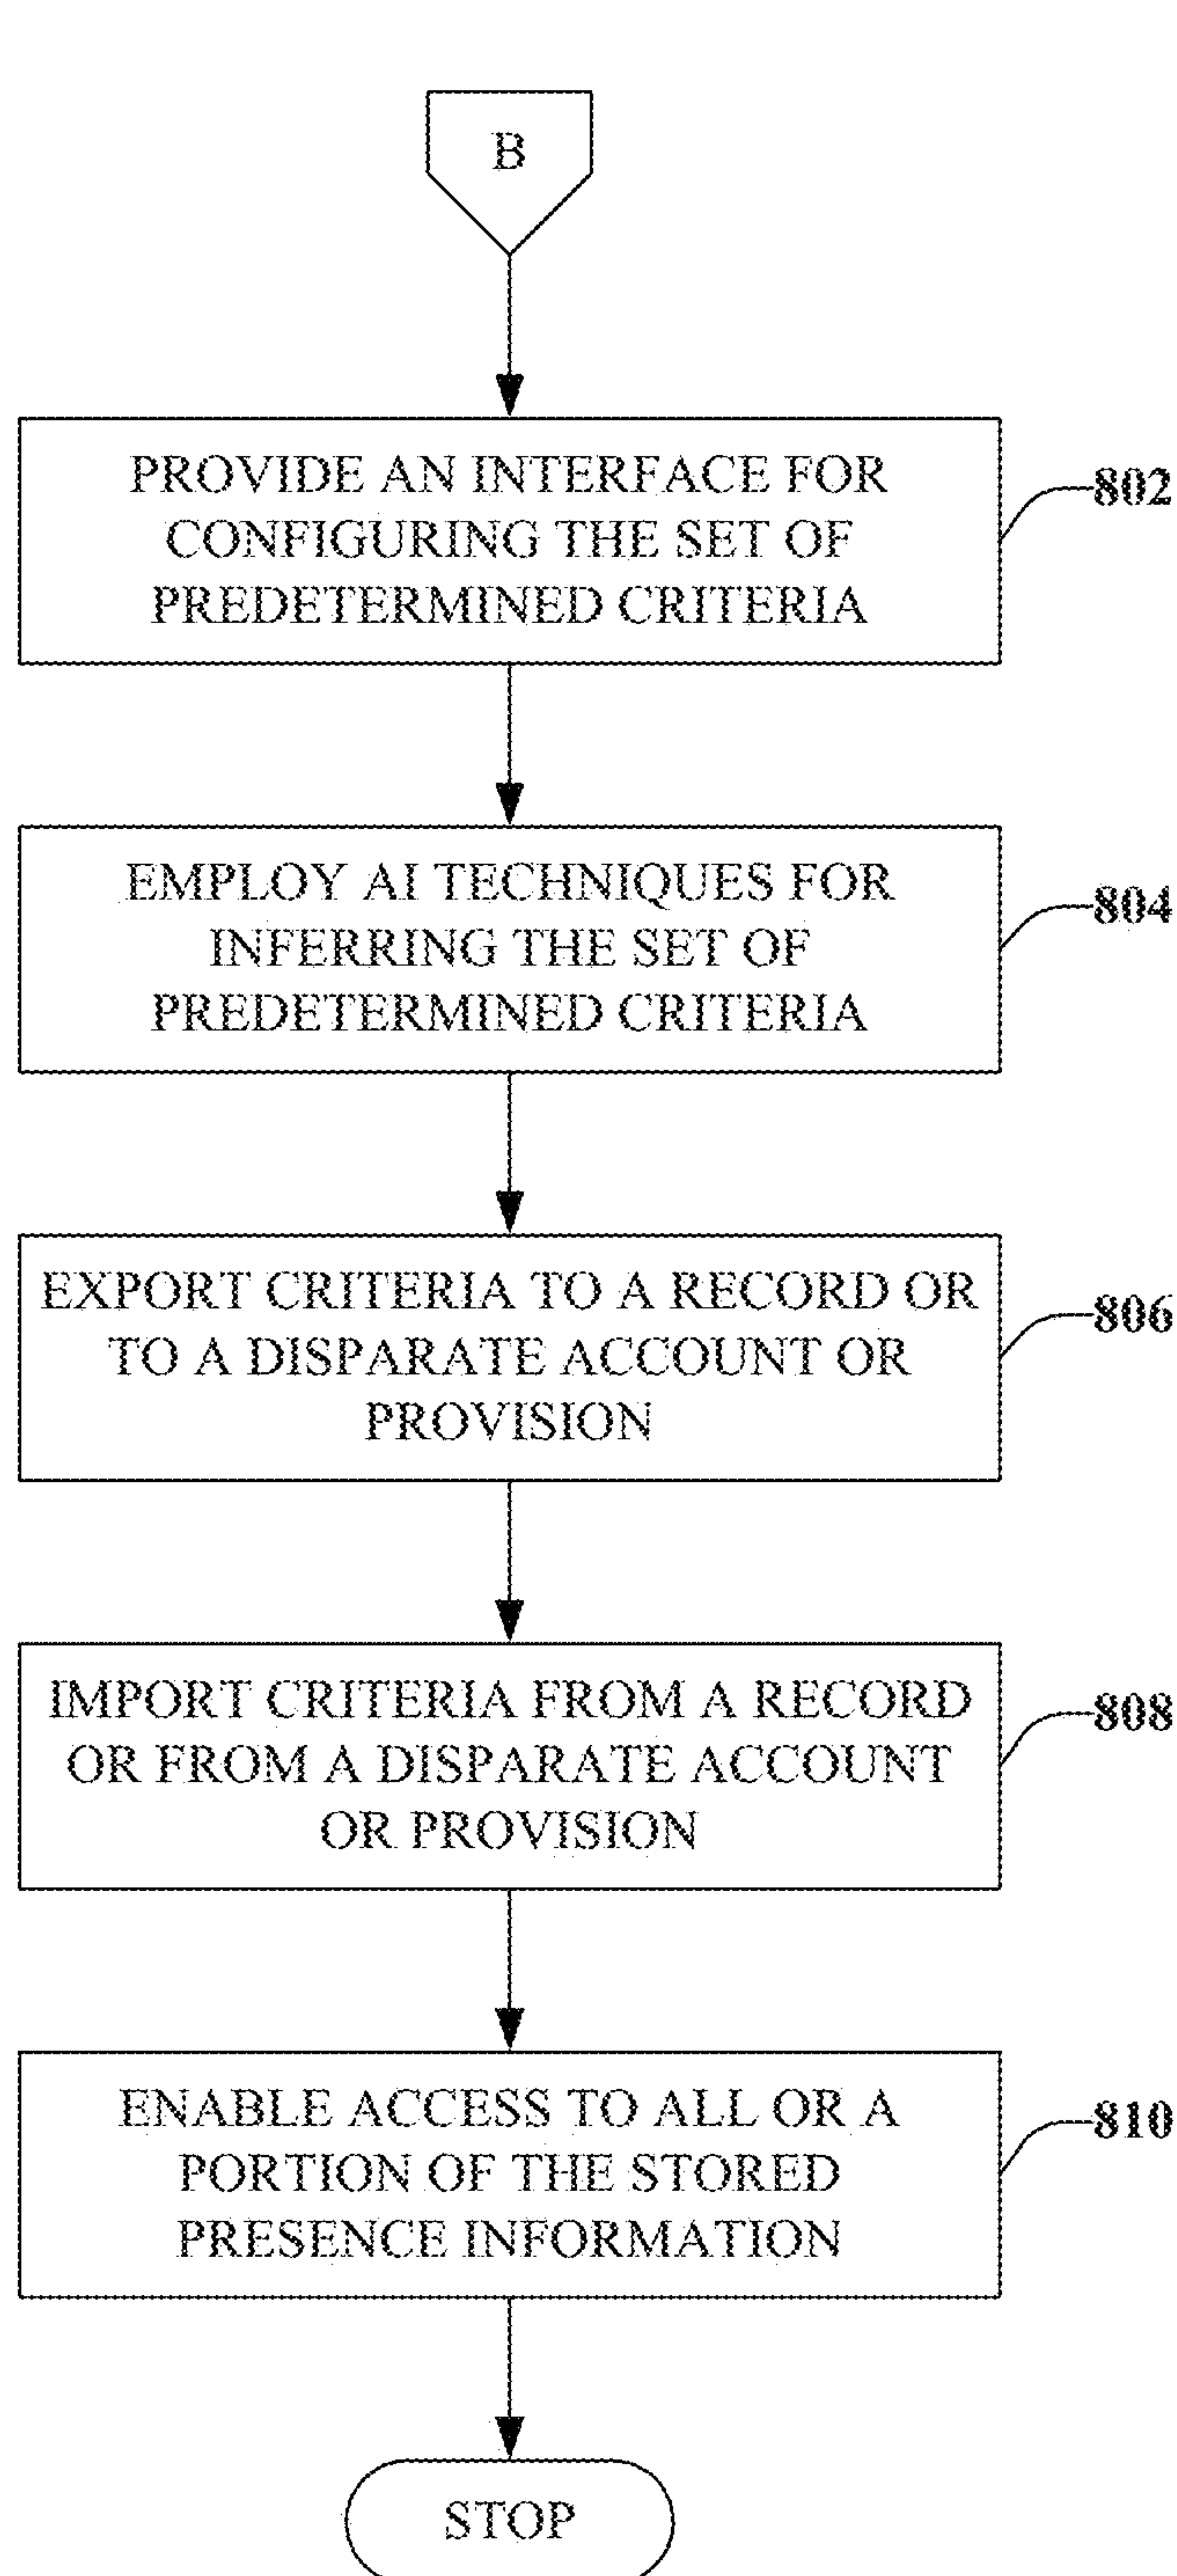 B
PROVIDE AN INTERFACE FOR
CONFIGURING THE SET OF
PREDETERMINED CRITERIA
802
EMPLOY AI TECHNIQUES FOR
INFERRING THE SET OF
PREDETERMINED CRITERIA
804
EXPORT CRITERIA TO A RECORD OR
TO A DISPARATE ACCOUNT OR
PROVISION
806
IMPORT CRITERIA FROM A RECORD
OR FROM A DISPARATE ACCOUNT
OR PROVISION
808
ENABLE ACCESS TO ALL OR A
PORTION OF THE STORED
PRESENCE INFORMATION
810
STOP